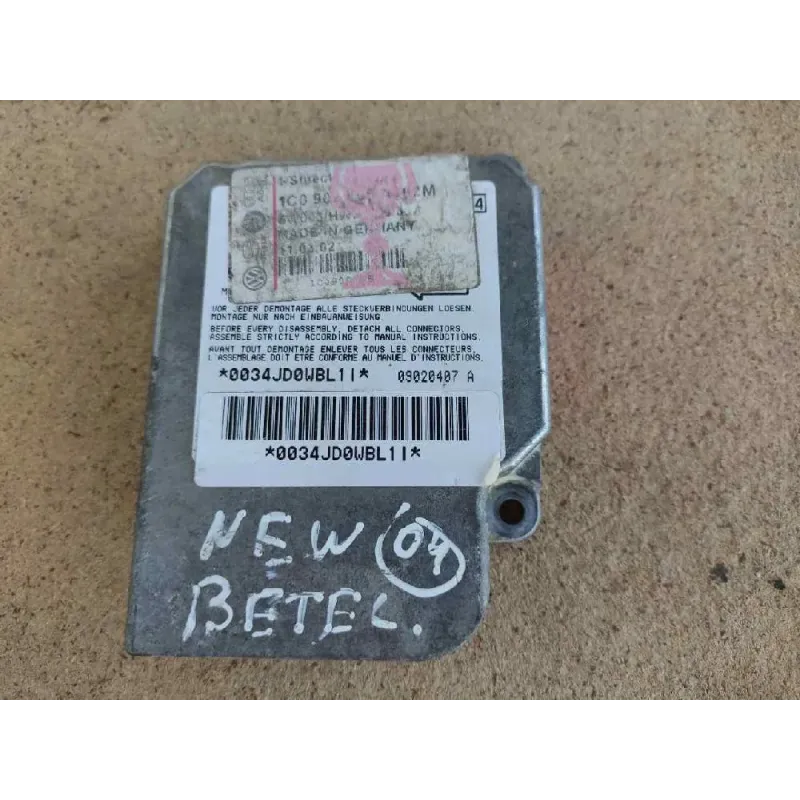 1C0 90
MADE IN GERMANY
VOR JEDER DEMONTAGE ALLE STECKVERBINDUNGEN LOESEN.
MONTAGE NUR NACH EINBAUANWEISUNG
BEFORE EVERY DISASSEMBLY, DETACH ALL CONNECTORS.
ASSEMBLE STRICTLY ACCORDING TO MANUAL INSTRUCTIONS.
AVANT TOUT DEMONTAGE ENLEVER TOUS LES CONNECTEURS.
L'ASSEMBLAGE DOIT ETRE CONFORME AU MANUEL D'INSTRUCTIONS.
*0034JD0WBL1I* 09020407 A
*0034JD0WBL1I*
NEW 04
BETEL.